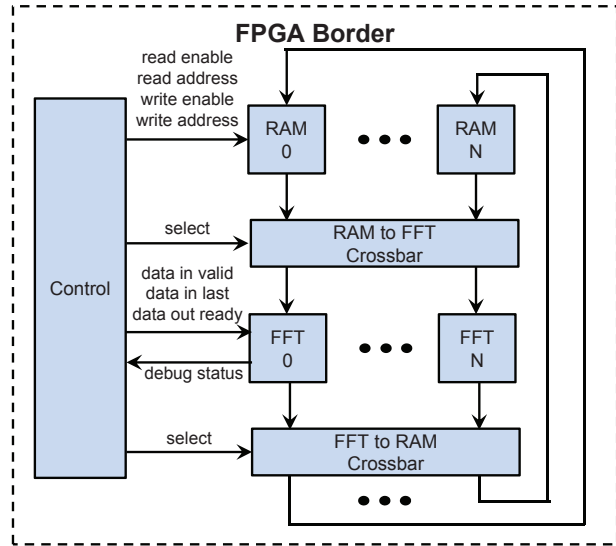 FPGA Border
read enable
read address
write enable
write address
RAM
0
RAM
N
select
RAM to FFT
Crossbar
Control
data in valid
data in last
data out ready
FFT
0
FFT
N
debug status
select
FFT to RAM
Crossbar